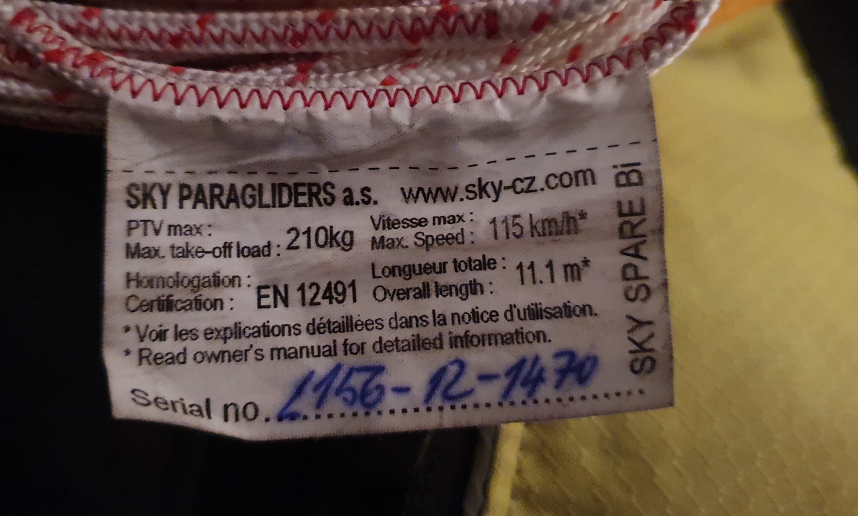 SKY PARAGLIDERS a.s. www.sky-cz.com
PTV max :
Max. take-off load : 210kg
Vitesse max :
Max. Speed : 115 km/h*
Homologation :
Certification : EN 12491
Longueur totale :
Overall length : 11.1 m*
* Voir les explications détaillées dans la notice d'utilisation.
* Read owner's manual for detailed information.
Serial no. 2156-12-1470
SKY SPARE Bi